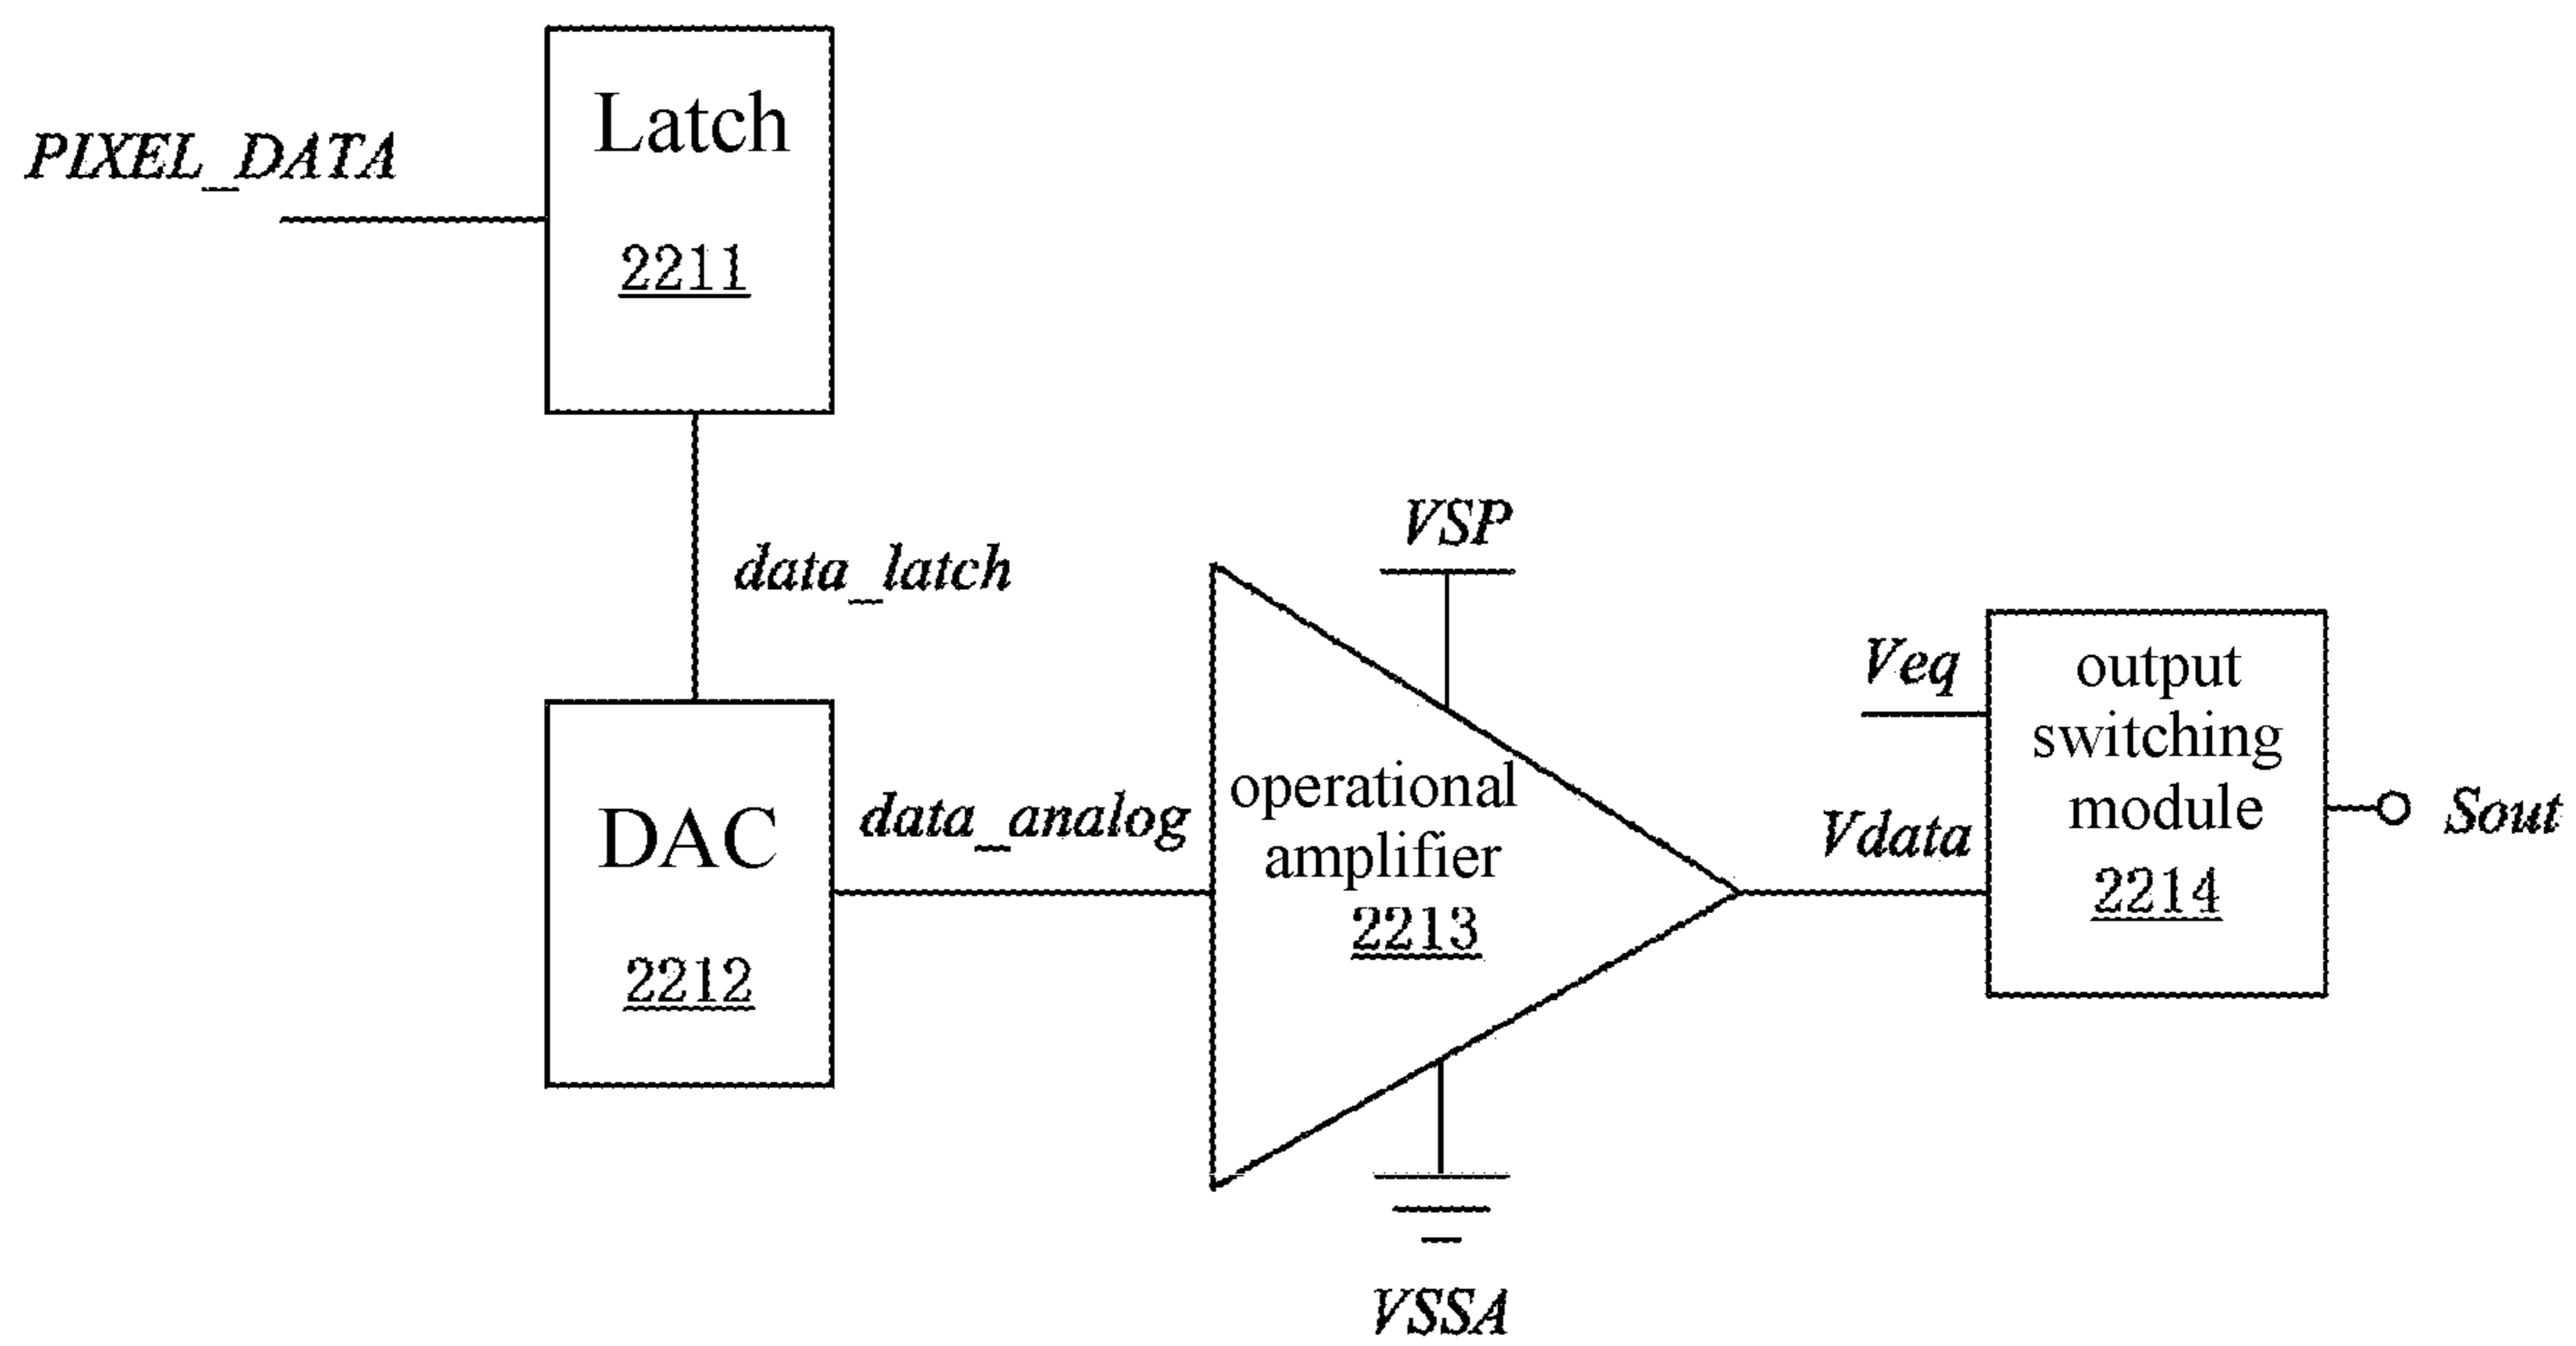 Latch
PIXEL_DATA
2211
data_latch
VSP
Veq
output
switching
module
2214
Sout
DAC
2212
data_analog
operational
amplifier
2213
Vdata
VSSA